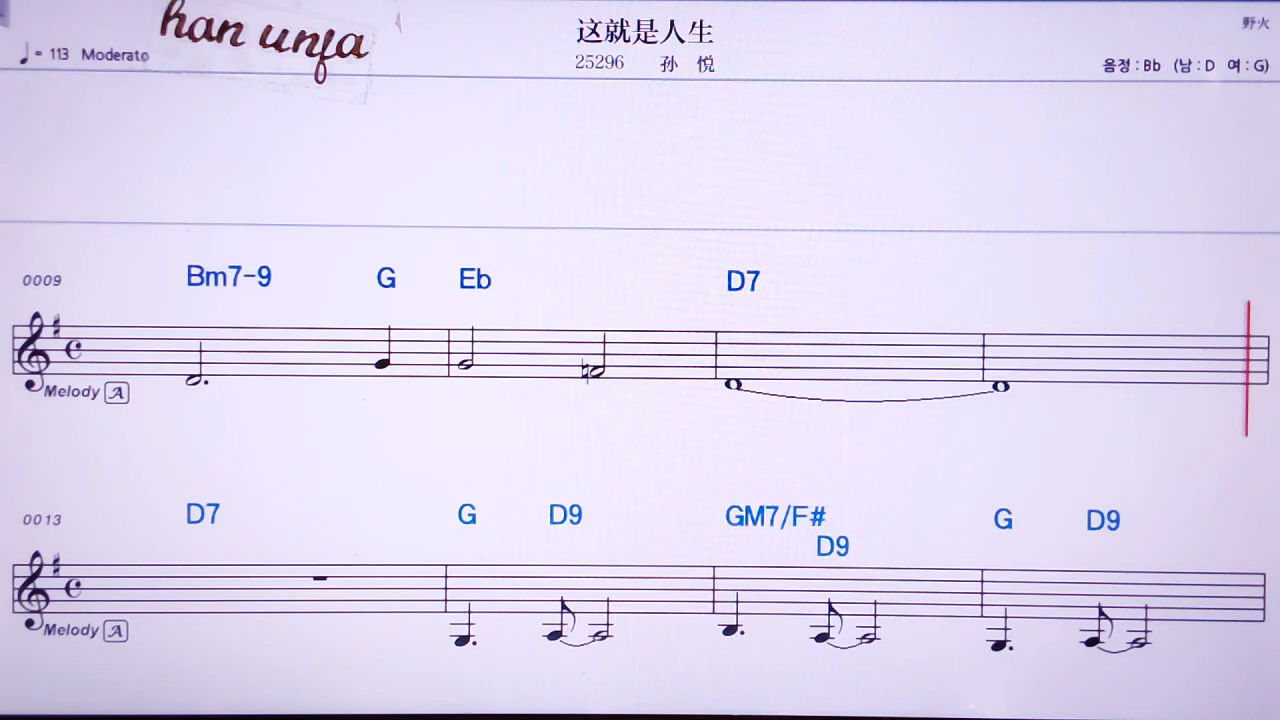 han unfa
♩ = 113 Moderato
这就是人生
25296 孙 悦
野火
음정 : Bb (남 : D 여 : G)
0009
Bm7-9 G Eb D7
Melody A
0013
D7 G D9 GM7/F# G D9
D9
Melody A